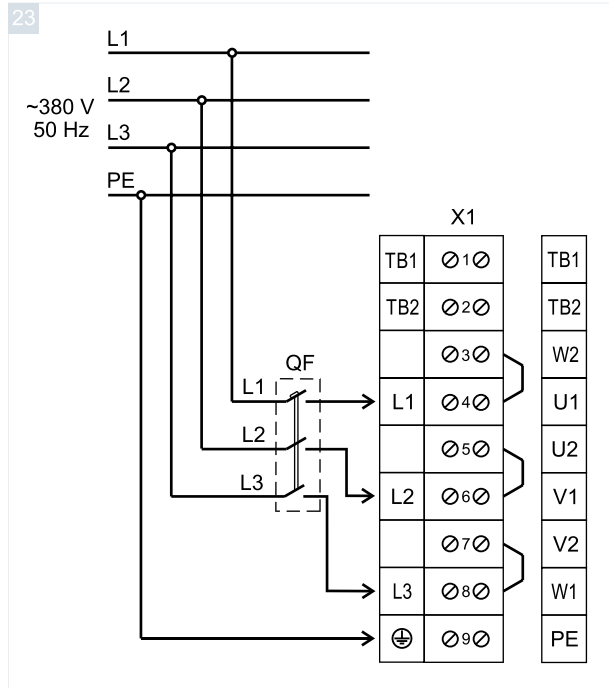 23
L1
L2
~380 V
50 Hz
L3
PE
X1
TB1 1 TB1
TB2 2 TB2
3 W2
QF
L1
L1 4 U1
L2
5 U2
L3
L2 6 V1
7 V2
L3 8 W1
9 PE